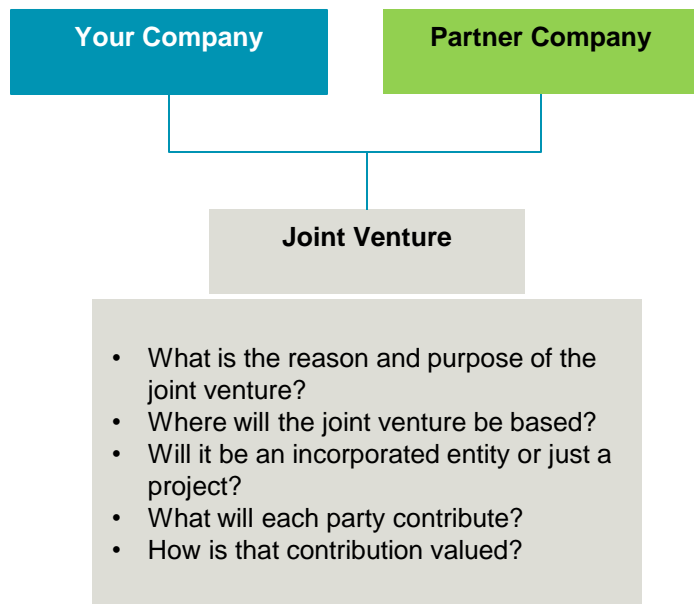 Your Company
Partner Company
Joint Venture
• What is the reason and purpose of the
joint venture?
• Where will the joint venture be based?
• Will it be an incorporated entity or just a
project?
• What will each party contribute?
• How is that contribution valued?